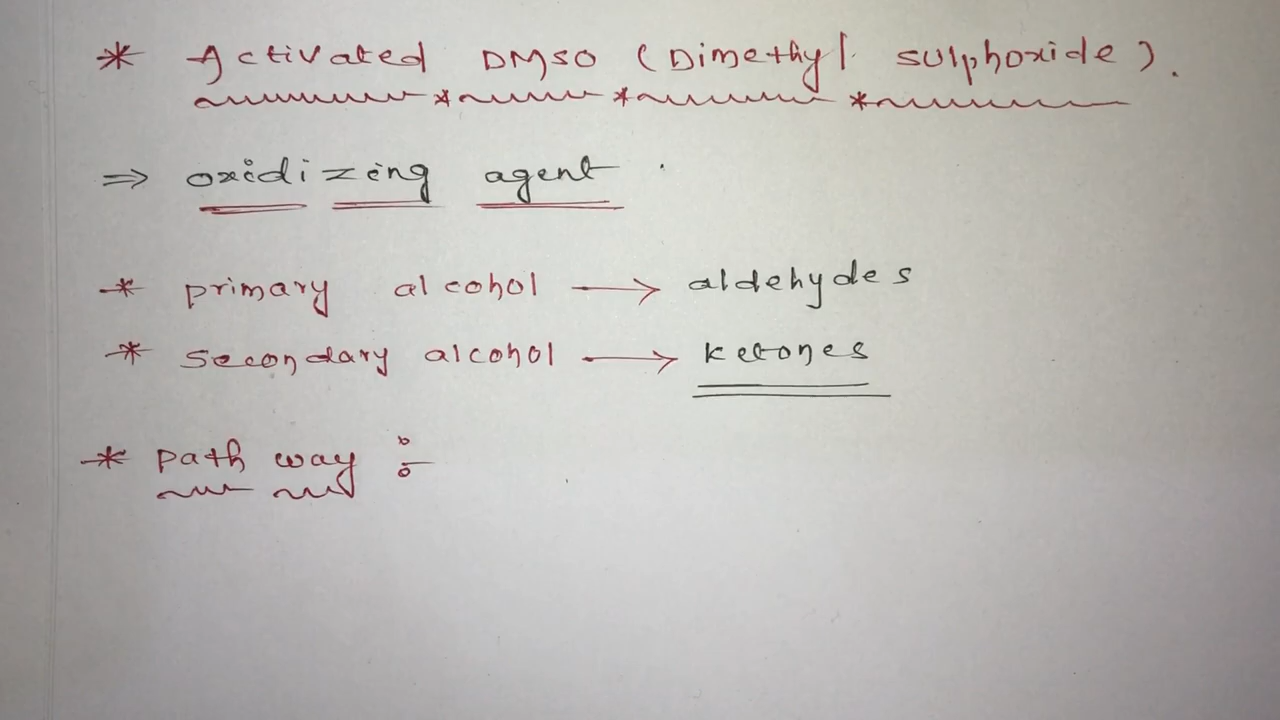 * Activated DMSO (Dimethyl sulphoxide).
⇒ oxidizing agent.
* primary alcohol → aldehydes
* secondary alcohol → ketones
* path way :-